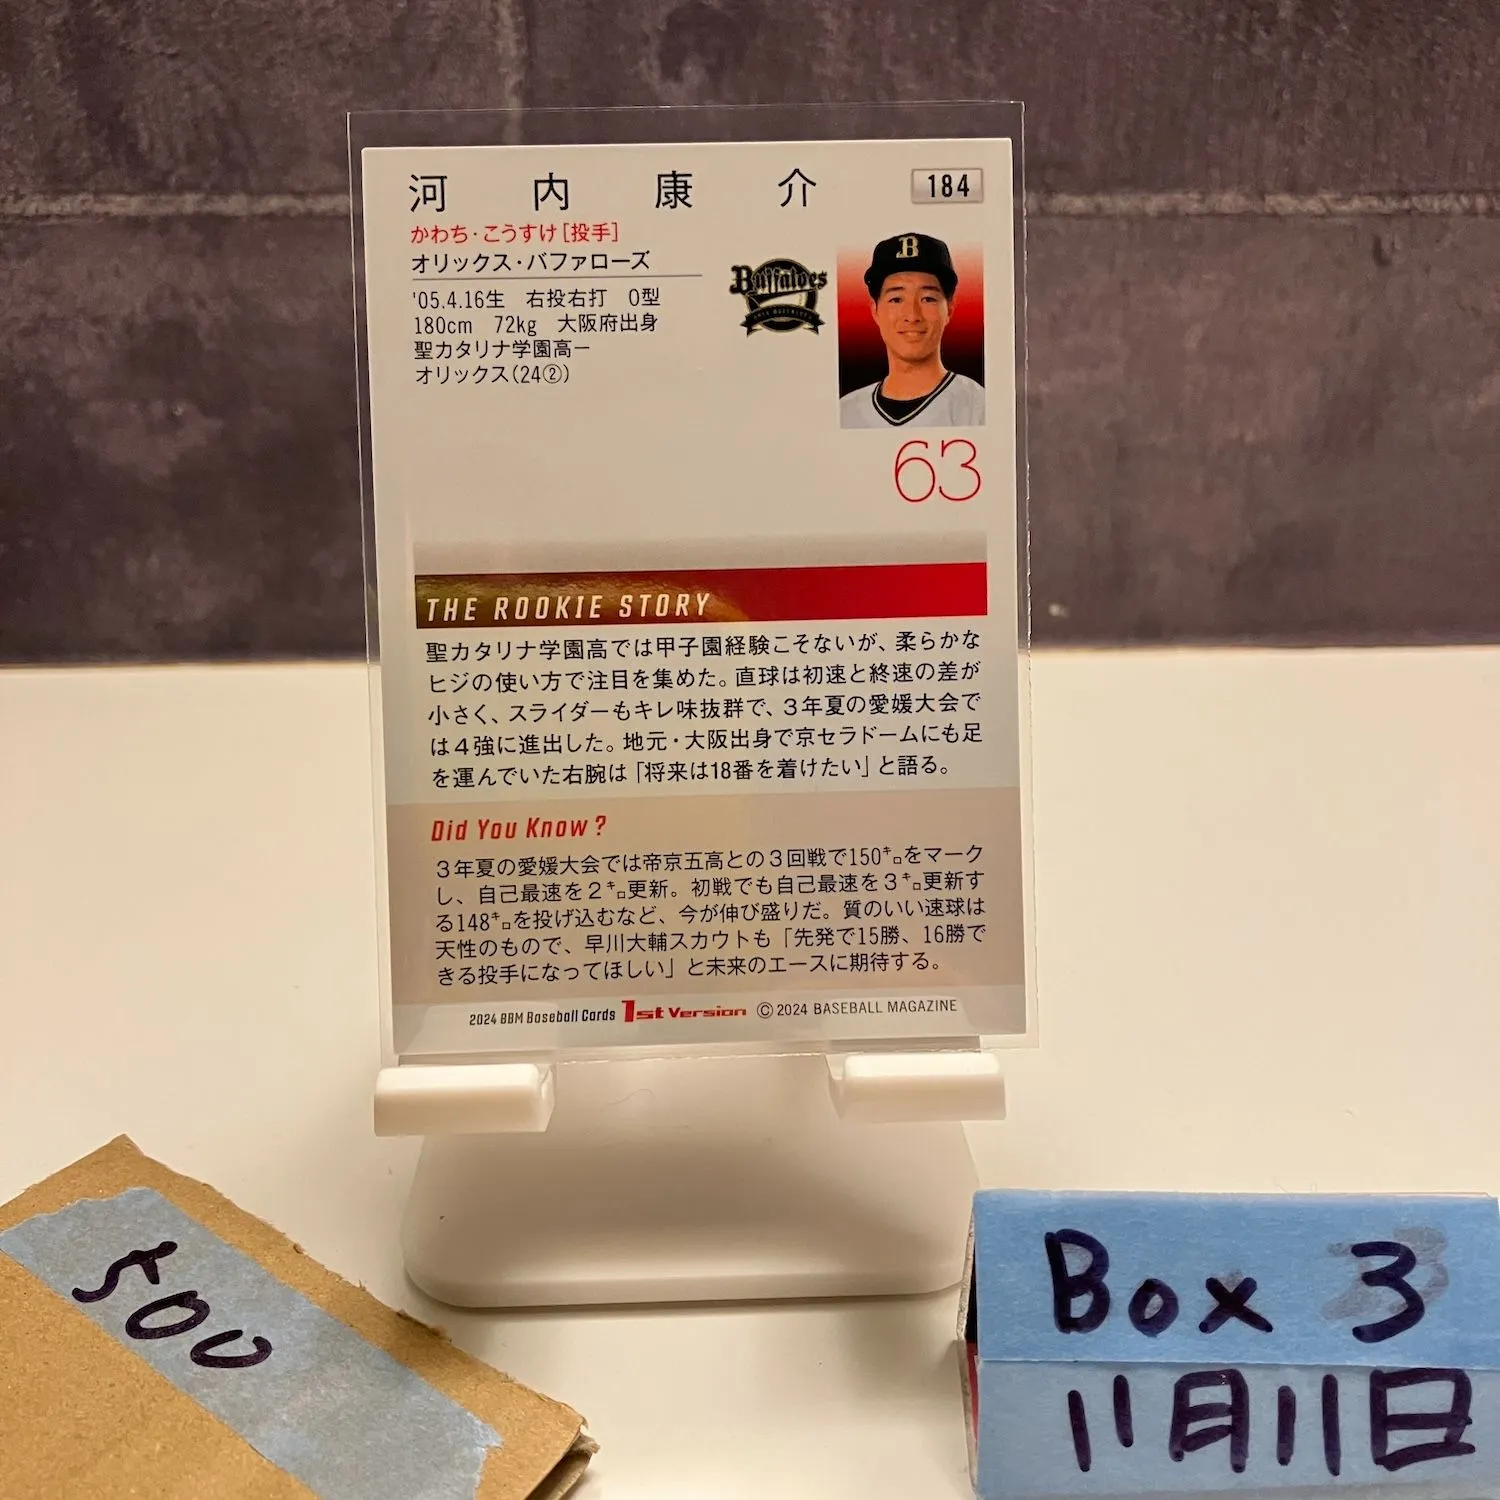 河内康介
184
かわち・こうすけ[投手]
オリックス・バファローズ
'05.4.16生 右投右打 O型
180cm 72kg 大阪府出身
聖カタリナ学園高ー
オリックス(24②)
Buffaloes
B
63
THE ROOKIE STORY
聖カタリナ学園高では甲子園経験こそないが、柔らかな
ヒジの使い方で注目を集めた。直球は初速と終速の差が
小さく、スライダーもキレ味抜群で、3年夏の愛媛大会で
は4強に進出した。地元・大阪出身で京セラドームにも足
を運んでいた右腕は「将来は18番を着けたい」と語る。
Did You Know?
3年夏の愛媛大会では帝京五高との3回戦で150㌔をマーク
し、自己最速を2㌔更新。初戦でも自己最速を3㌔更新す
る148㌔を投げ込むなど、今が伸び盛りだ。質のいい速球は
天性のもので、早川大輔スカウトも「先発で15勝、16勝で
きる投手になってほしい」と未来のエースに期待する。
2024 BBM Baseball Cards 1st Version © 2024 BASEBALL MAGAZINE
500
Box 3
11月11日